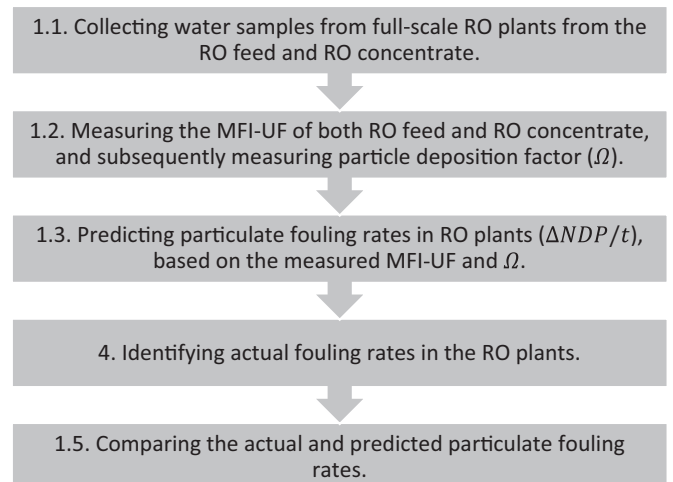 1.1. Collecting water samples from full-scale RO plants from the
RO feed and RO concentrate.
1.2. Measuring the MFI-UF of both RO feed and RO concentrate,
and subsequently measuring particle deposition factor (Ω).
1.3. Predicting particulate fouling rates in RO plants (ΔNDP/t),
based on the measured MFI-UF and Ω.
4. Identifying actual fouling rates in the RO plants.
1.5. Comparing the actual and predicted particulate fouling
rates.